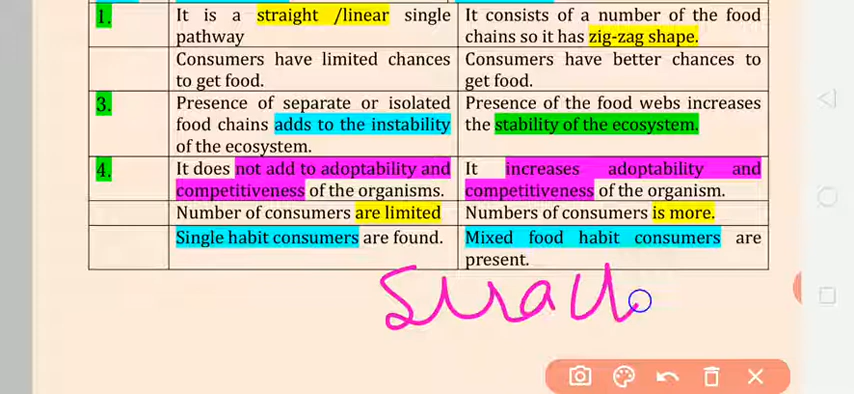 1. It is a straight /linear single It consists of a number of the food
pathway chains so it has zig-zag shape.
Consumers have limited chances Consumers have better chances to
to get food. get food.
3. Presence of separate or isolated Presence of the food webs increases
food chains adds to the instability the stability of the ecosystem.
of the ecosystem.
4. It does not add to adoptability and It increases adoptability and
competitiveness of the organisms. competitiveness of the organism.
Number of consumers are limited Numbers of consumers is more.
Single habit consumers are found. Mixed food habit consumers are
present.